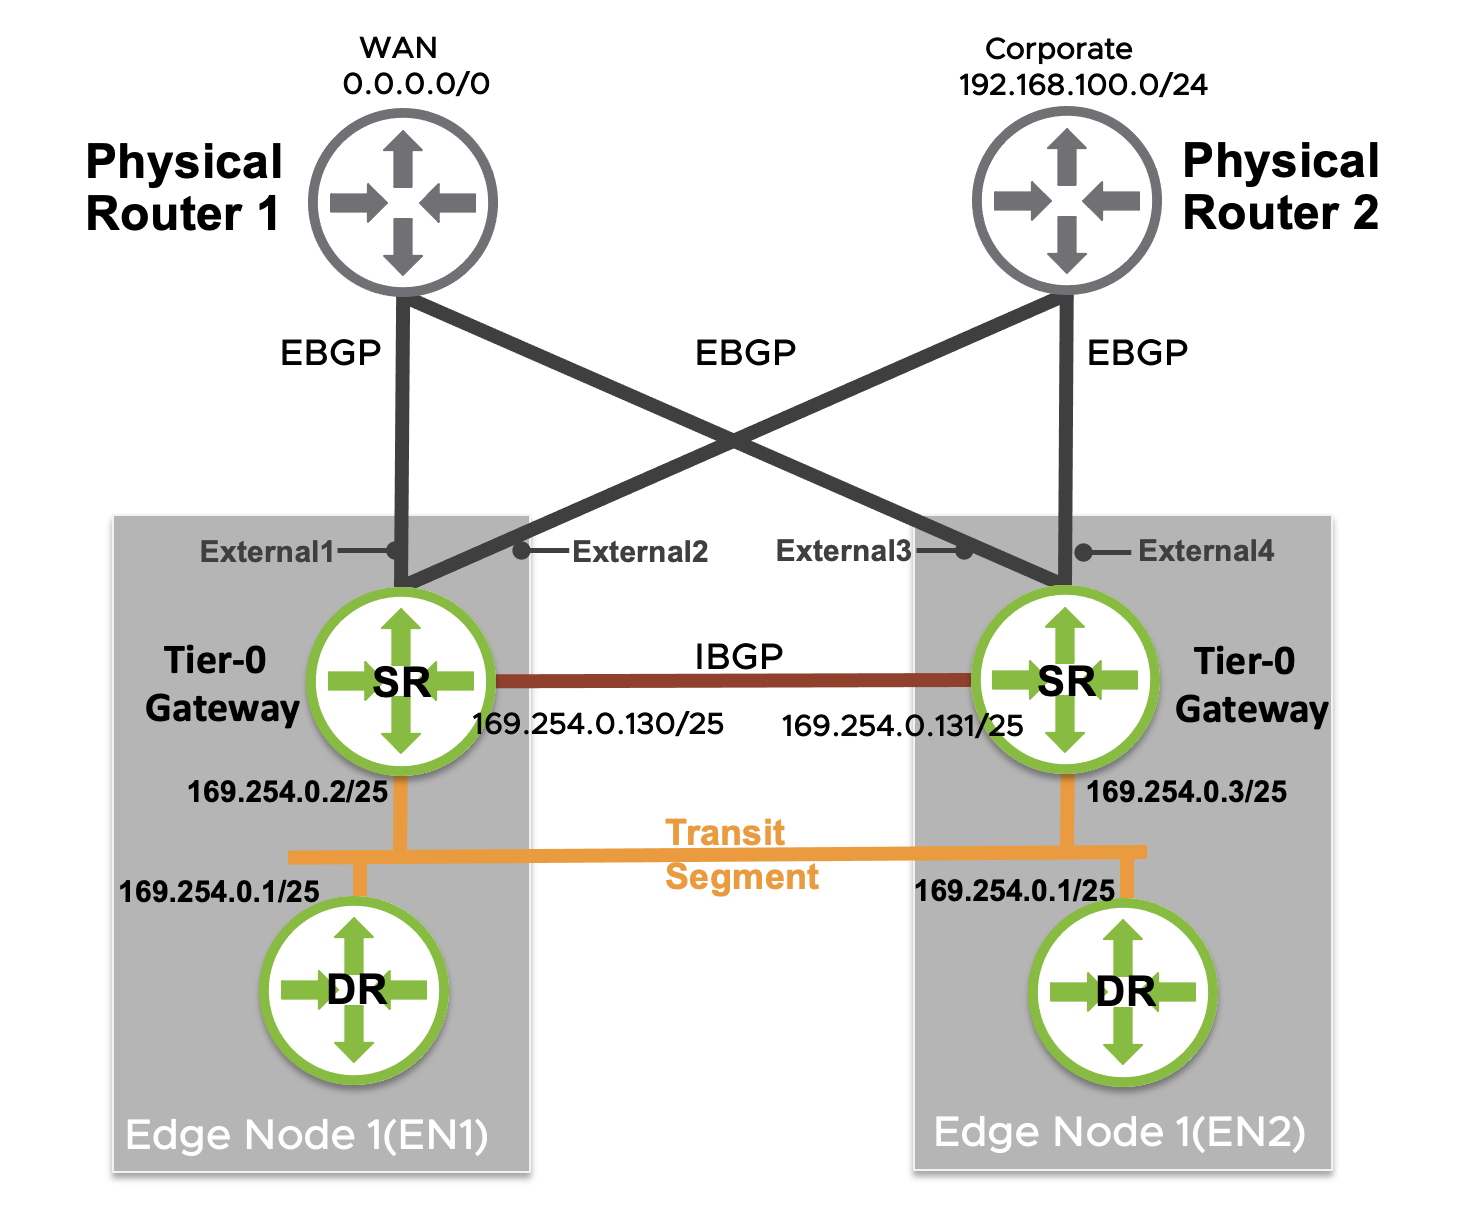 WAN
0.0.0.0/0
Corporate
192.168.100.0/24
Physical
Router 1
Physical
Router 2
EBGP
EBGP
EBGP
External1
External2
External3
External4
Tier-0
Gateway
SR
IBGP
SR
Tier-0
Gateway
169.254.0.130/25
169.254.0.131/25
169.254.0.2/25
169.254.0.3/25
Transit
Segment
169.254.0.1/25
169.254.0.1/25
DR
DR
Edge Node 1(EN1)
Edge Node 1(EN2)